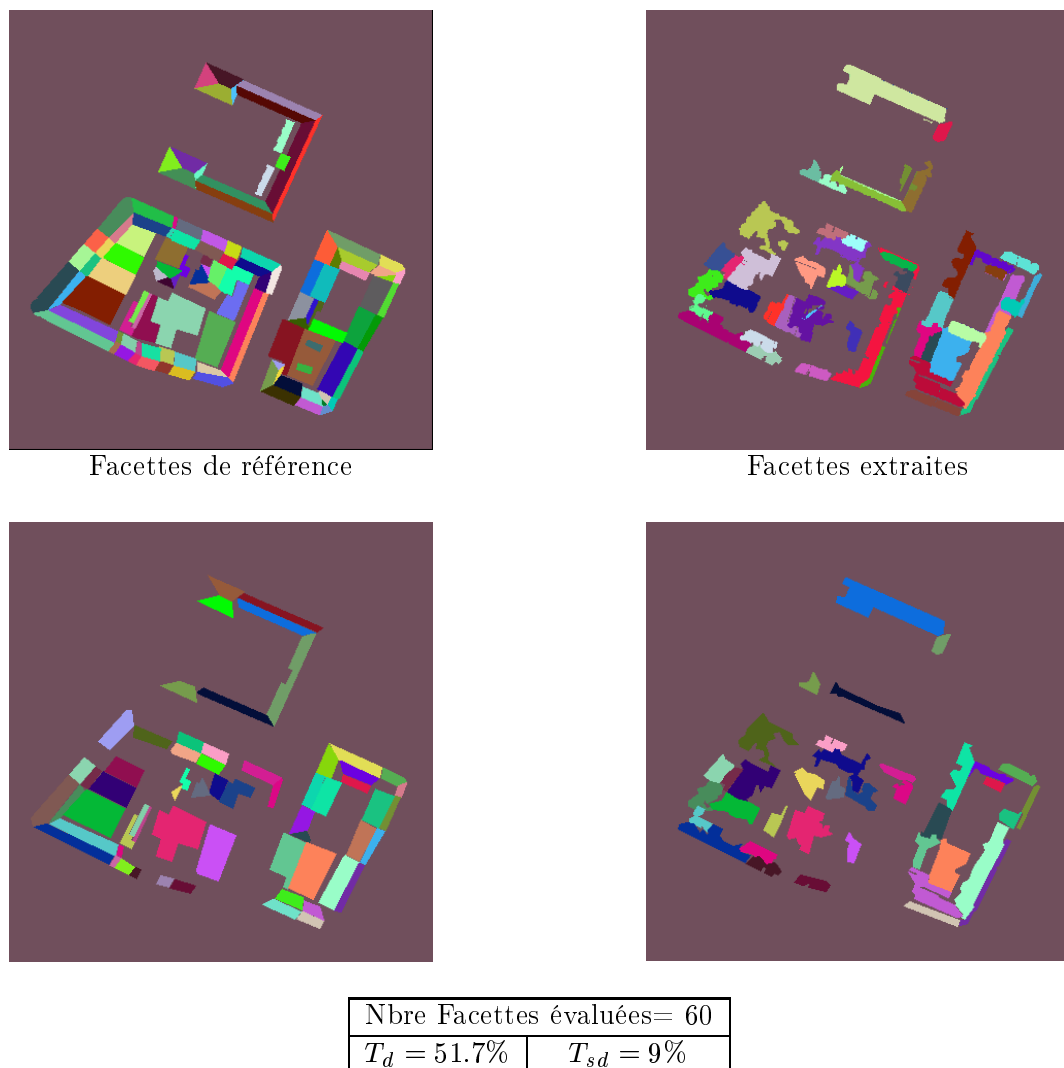 Facettes de référence
Facettes extraites
Nbre Facettes évaluées= 60
T_d = 51.7% T_sd = 9%